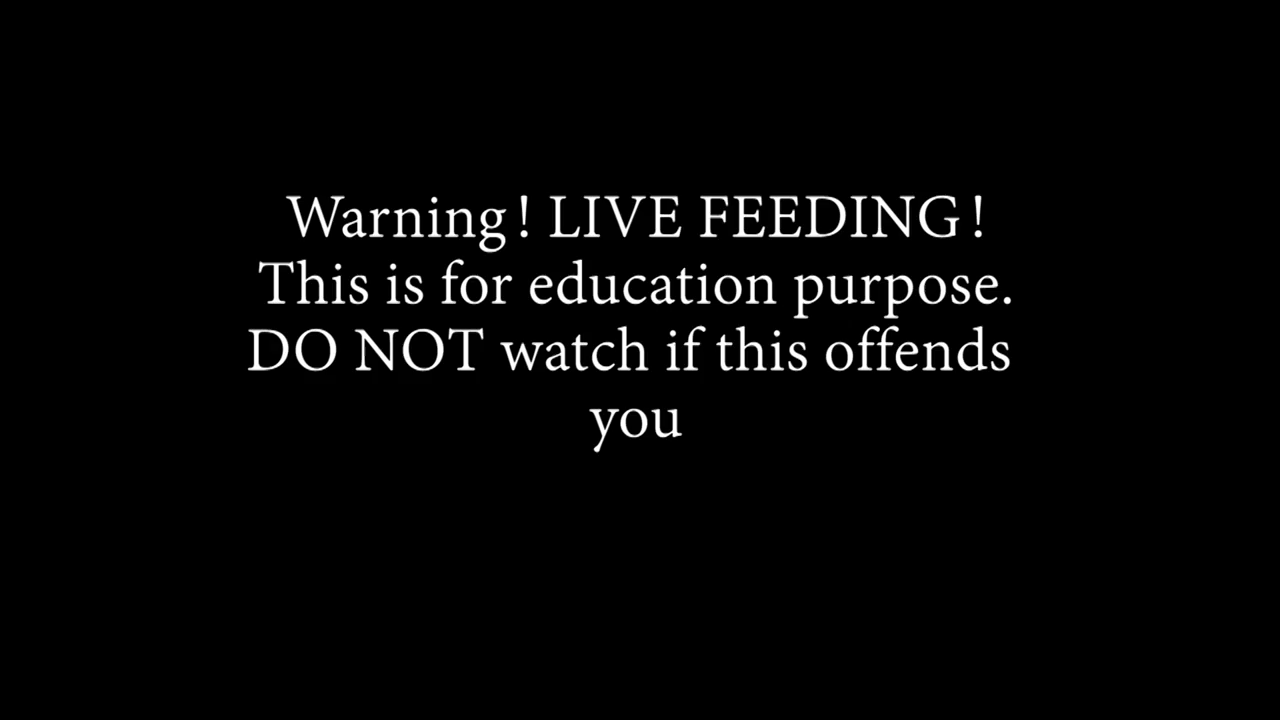 Warning! LIVE FEEDING!
This is for education purpose.
DO NOT watch if this offends
you